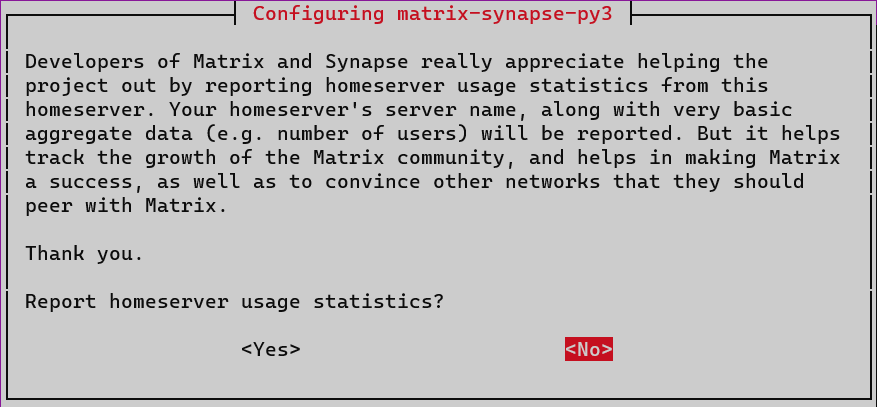 Configuring matrix-synapse-py3
Developers of Matrix and Synapse really appreciate helping the
project out by reporting homeserver usage statistics from this
homeserver. Your homeserver's server name, along with very basic
aggregate data (e.g. number of users) will be reported. But it helps
track the growth of the Matrix community, and helps in making Matrix
a success, as well as to convince other networks that they should
peer with Matrix.
Thank you.
Report homeserver usage statistics?
<Yes> <No>